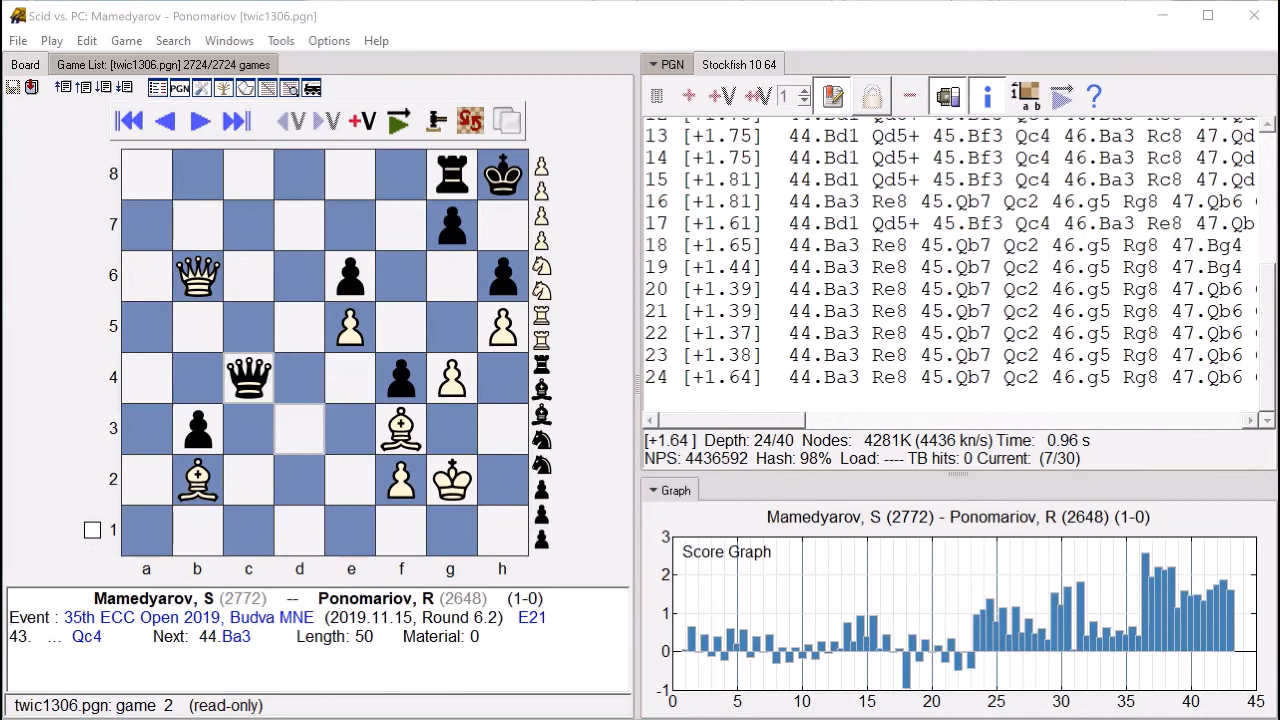 Scid vs. PC: Mamedyarov - Ponomariov [twic1306.pgn]
File Play Edit Game Search Windows Tools Options Help
Board Game List: [twic1306.pgn] 2724/2724 games
PGN Stockfish 10 64
PGN
+V +V 1 a b ?
+V
13 [+1.75] 44.Bd1 Qd5+ 45.Bf3 Qc4 46.Ba3 Rc8 47.Qd
14 [+1.75] 44.Bd1 Qd5+ 45.Bf3 Qc4 46.Ba3 Rc8 47.Qd
15 [+1.81] 44.Bd1 Qd5+ 45.Bf3 Qc4 46.Ba3 Rc8 47.Qd
16 [+1.81] 44.Ba3 Re8 45.Qb7 Qc2 46.g5 Rg8 47.Qb6
17 [+1.61] 44.Bd1 Qd5+ 45.Bf3 Qc4 46.Ba3 Re8 47.Qb
18 [+1.65] 44.Ba3 Re8 45.Qb7 Qc2 46.g5 Rg8 47.Bg4
19 [+1.44] 44.Ba3 Re8 45.Qb7 Qc2 46.g5 Rg8 47.Bg4
20 [+1.39] 44.Ba3 Re8 45.Qb7 Qc2 46.g5 Rg8 47.Qb6
21 [+1.39] 44.Ba3 Re8 45.Qb7 Qc2 46.g5 Rg8 47.Qb6
22 [+1.37] 44.Ba3 Re8 45.Qb7 Qc2 46.g5 Rg8 47.Qb6
23 [+1.38] 44.Ba3 Re8 45.Qb7 Qc2 46.g5 Rg8 47.Qb6
24 [+1.64] 44.Ba3 Re8 45.Qb7 Qc2 46.g5 Rg8 47.Qb6
[+1.64 ] Depth: 24/40 Nodes: 4281K (4436 kn/s) Time: 0.96 s
NPS: 4436592 Hash: 98% Load: ---- TB hits: 0 Current: (7/30)
8
7
6
5
4
3
2
1
a b c d e f g h
Graph
Mamedyarov, S (2772) - Ponomariov, R (2648) (1-0)
Score Graph
3
2
1
0
-1
0 5 10 15 20 25 30 35 40 45
Mamedyarov, S (2772) -- Ponomariov, R (2648) (1-0)
Event : 35th ECC Open 2019, Budva MNE (2019.11.15, Round 6.2) E21
43. ... Qc4 Next: 44.Ba3 Length: 50 Material: 0
twic1306.pgn: game 2 (read-only)